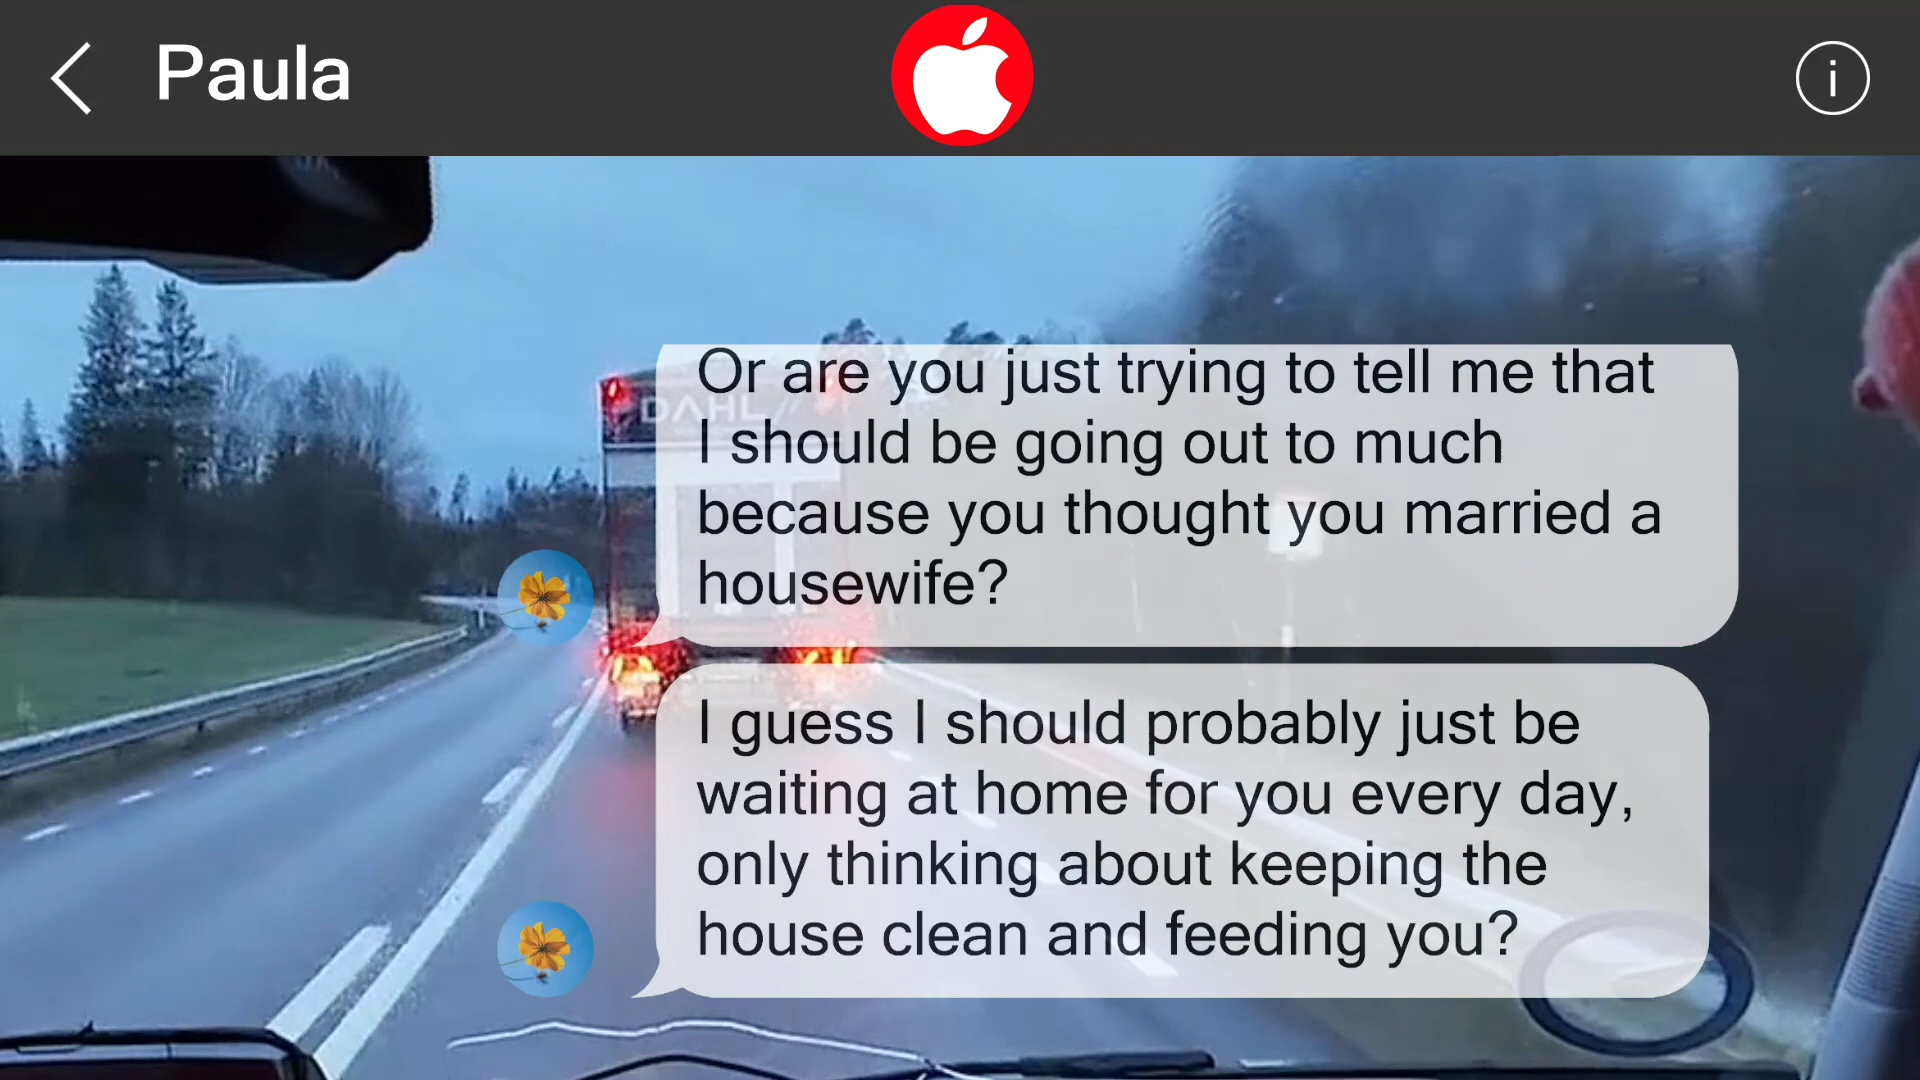 Paula
i
DAHL
Or are you just trying to tell me that
I should be going out to much
because you thought you married a
housewife?
I guess I should probably just be
waiting at home for you every day,
only thinking about keeping the
house clean and feeding you?